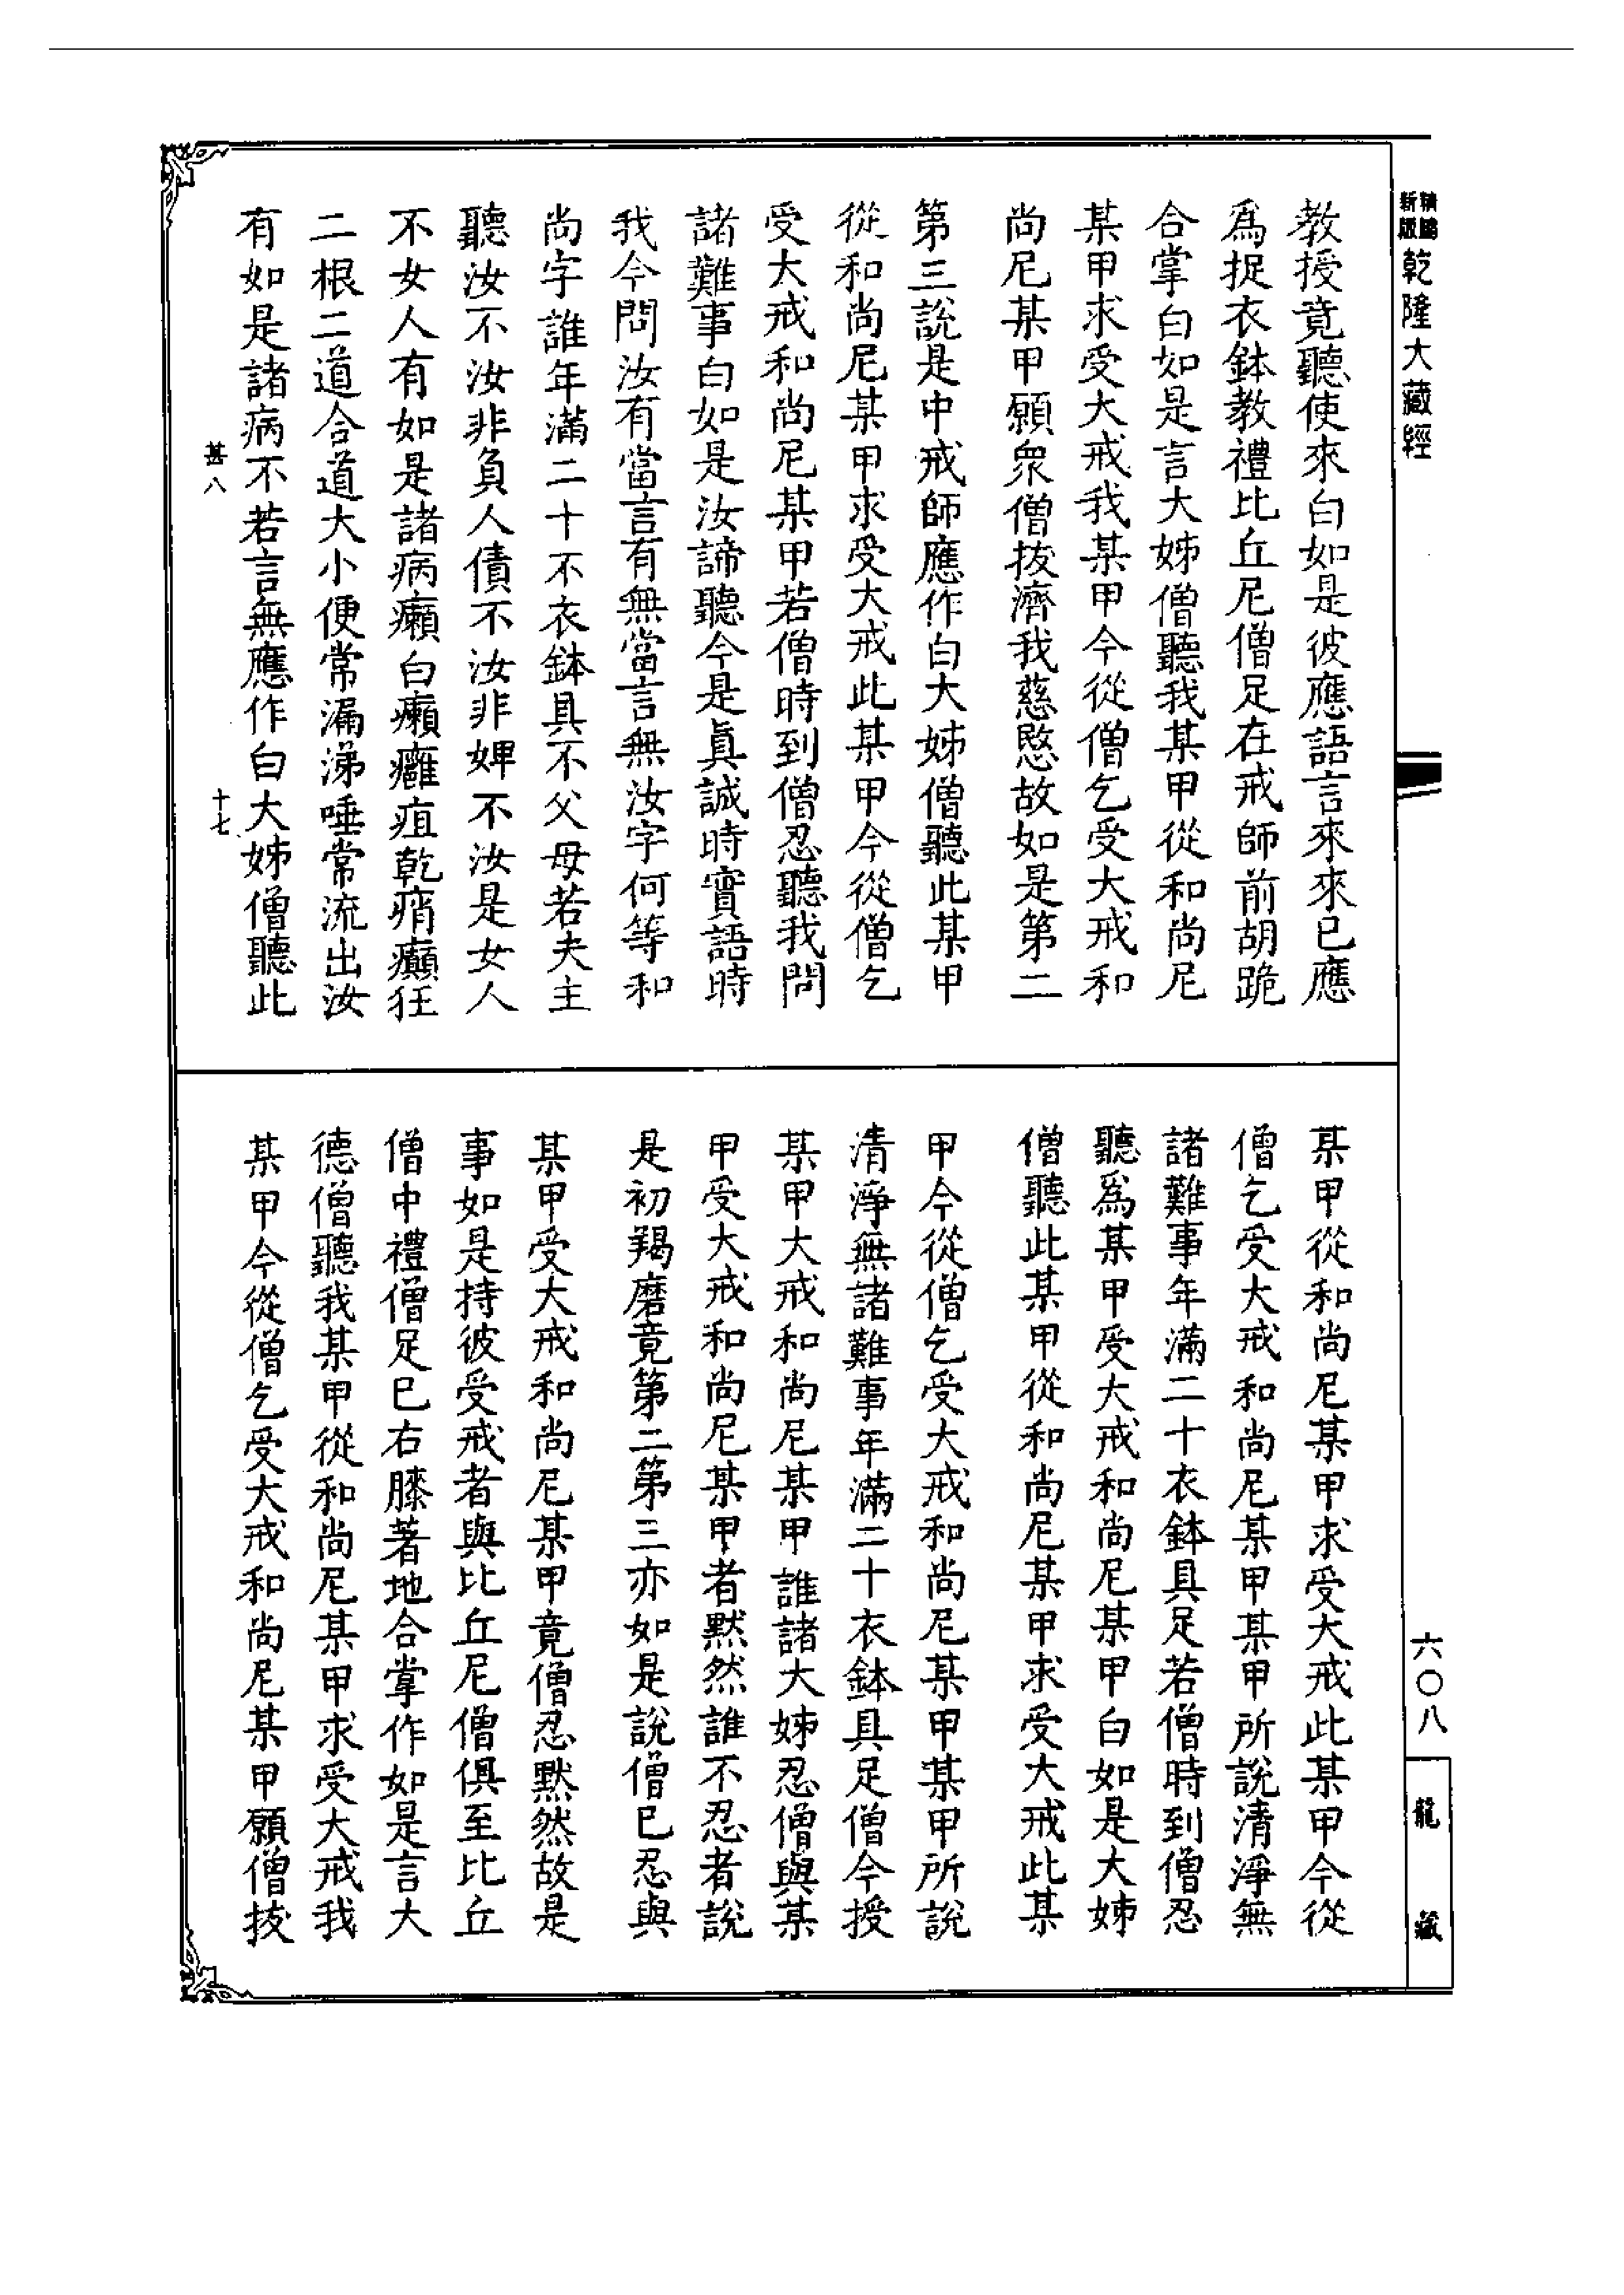 新版
乾隆大藏經
教授竟聽使來白如是彼應語言來來已應
爲捉衣鉢教禮比丘尼僧足在戒師前胡跪
合掌白如是言大姊僧聽我某甲從和尚尼
某甲求受大戒我某甲今從僧乞受大戒和
尚尼某甲願眾僧拔濟我慈愍故如是第二
第三說是中戒師應作白大姊僧聽此某甲
從和尚尼某甲求受大戒此某甲今從僧乞
受大戒和尚尼某甲若僧時到僧忍聽我問
諸難事白如是汝諦聽今是眞誠時實語時
我今問汝有當言有無當言無汝字何等和
尚字誰年滿二十不衣鉢具不父母若夫主
聽汝不汝非負人債不汝非婢不汝是女人
不女人有如是諸病癩白癩癰疽乾痟癲狂
二根二道合道大小便常漏涕唾常流出汝
有如是諸病不若言無應作白大姊僧聽此
甚八
十七
某甲從和尚尼某甲求受大戒此某甲今從
僧乞受大戒和尚尼某甲某甲所說清淨無
諸難事年滿二十衣鉢具足若僧時到僧忍
聽爲某甲受大戒和尚尼某甲白如是大姊
僧聽此某甲從和尚尼某甲求受大戒此某
甲今從僧乞受大戒和尚尼某甲某甲所說
清淨無諸難事年滿二十衣鉢具足僧今授
某甲大戒和尚尼某甲誰諸大姊忍僧與某
甲受大戒和尚尼某甲者默然誰不忍者說
是初羯磨竟第二第三亦如是說僧已忍與
某甲受大戒和尚尼某甲竟僧忍默然故是
事如是持彼受戒者與比丘尼僧俱至比丘
僧中禮僧足已右膝著地合掌作如是言大
德僧聽我某甲從和尚尼某甲求受大戒我
某甲今從僧乞受大戒和尚尼某甲願僧拔
六〇八
龍藏